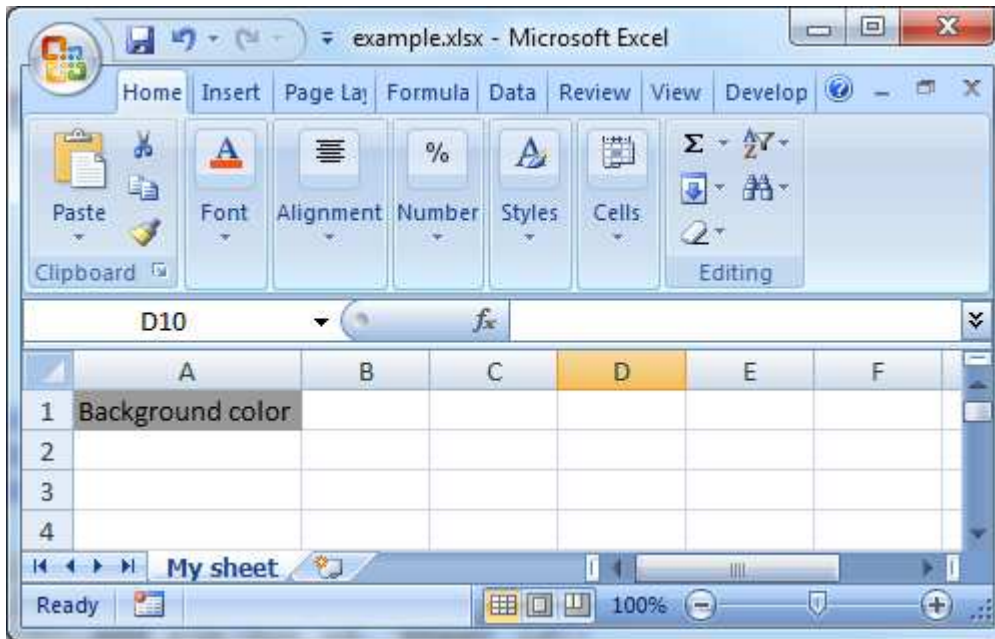 example.xlsx - Microsoft Excel
Home Insert Page Lay Formula Data Review View Develop
Paste Font Alignment Number Styles Cells
% Σ
Clipboard Editing
D10 fx
A B C D E F
1 Background color
2
3
4
My sheet
Ready 100%